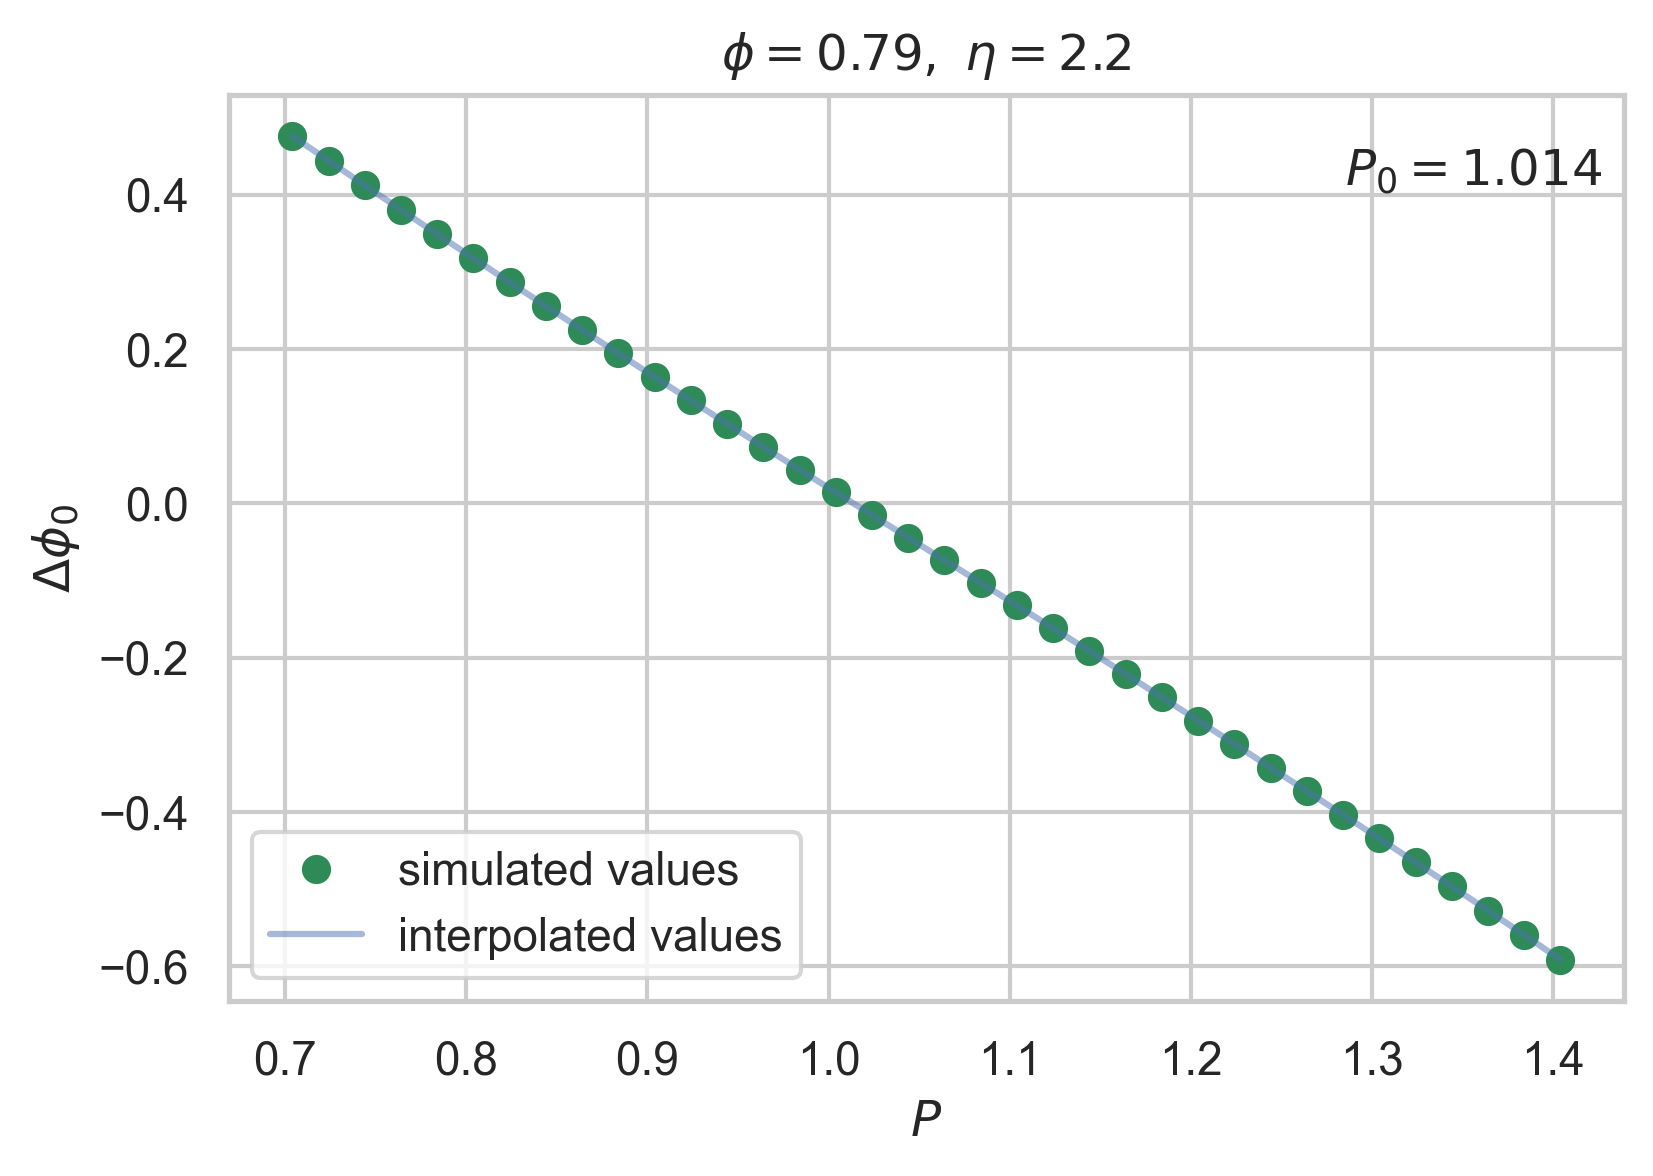 ϕ = 0.79, η = 2.2
P₀ = 1.014
Δϕ₀
0.4
0.2
0.0
−0.2
−0.4
−0.6
simulated values
interpolated values
0.7 0.8 0.9 1.0 1.1 1.2 1.3 1.4
P